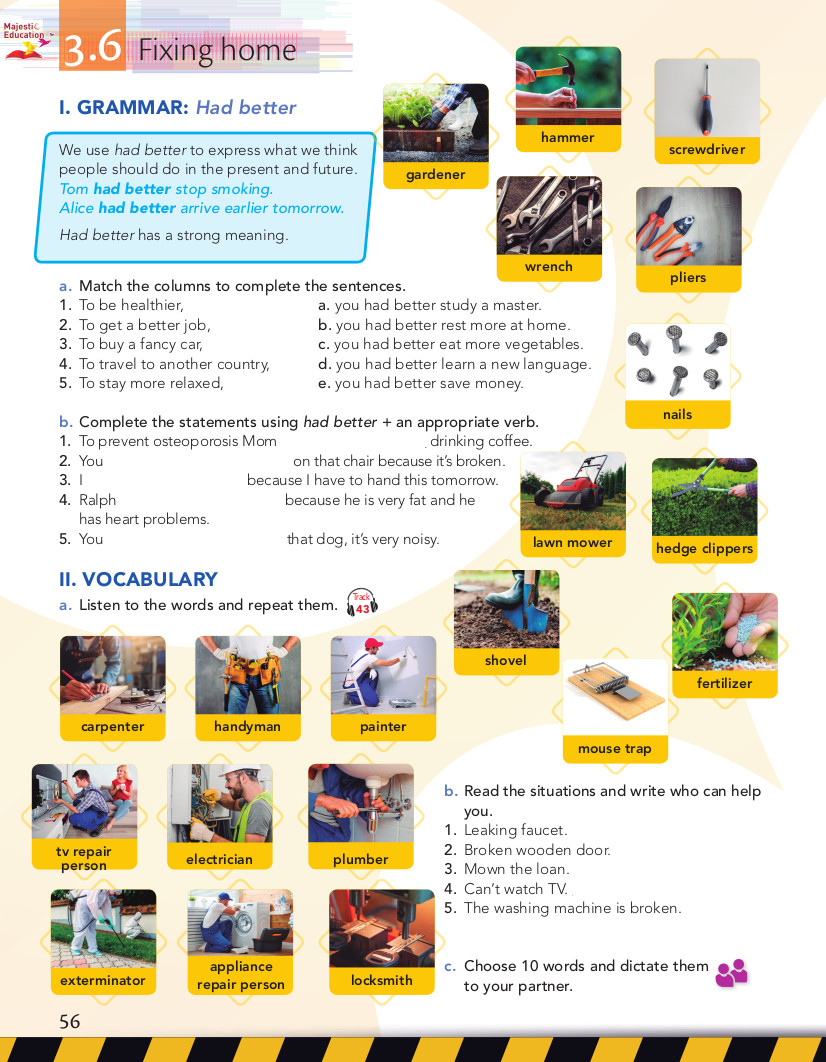 Majestic
Education
3.6 Fixing home
I. GRAMMAR: Had better
We use had better to express what we think
people should do in the present and future.
Tom had better stop smoking.
Alice had better arrive earlier tomorrow.
Had better has a strong meaning.
gardener
hammer
screwdriver
wrench
pliers
nails
a. Match the columns to complete the sentences.
1. To be healthier, a. you had better study a master.
2. To get a better job, b. you had better rest more at home.
3. To buy a fancy car, c. you had better eat more vegetables.
4. To travel to another country, d. you had better learn a new language.
5. To stay more relaxed, e. you had better save money.
b. Complete the statements using had better + an appropriate verb.
1. To prevent osteoporosis Mom drinking coffee.
2. You on that chair because it's broken.
3. I because I have to hand this tomorrow.
4. Ralph because he is very fat and he
has heart problems.
5. You that dog, it's very noisy.
lawn mower
hedge clippers
shovel
fertilizer
mouse trap
II. VOCABULARY
a. Listen to the words and repeat them.
Track
43
carpenter
handyman
painter
tv repair
person
electrician
plumber
exterminator
appliance
repair person
locksmith
b. Read the situations and write who can help
you.
1. Leaking faucet.
2. Broken wooden door.
3. Mown the loan.
4. Can't watch TV.
5. The washing machine is broken.
c. Choose 10 words and dictate them
to your partner.
56